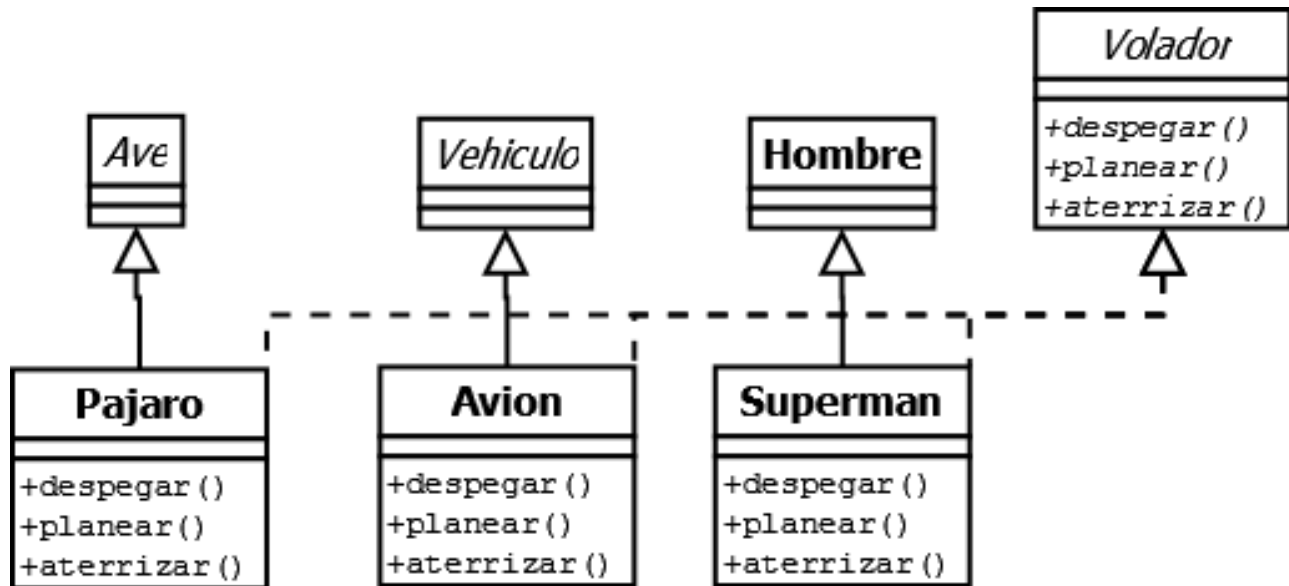 Ave
Vehiculo
Hombre
Volador
+despegar()
+planear()
+aterrizar()
Pajaro
+despegar()
+planear()
+aterrizar()
Avion
+despegar()
+planear()
+aterrizar()
Superman
+despegar()
+planear()
+aterrizar()